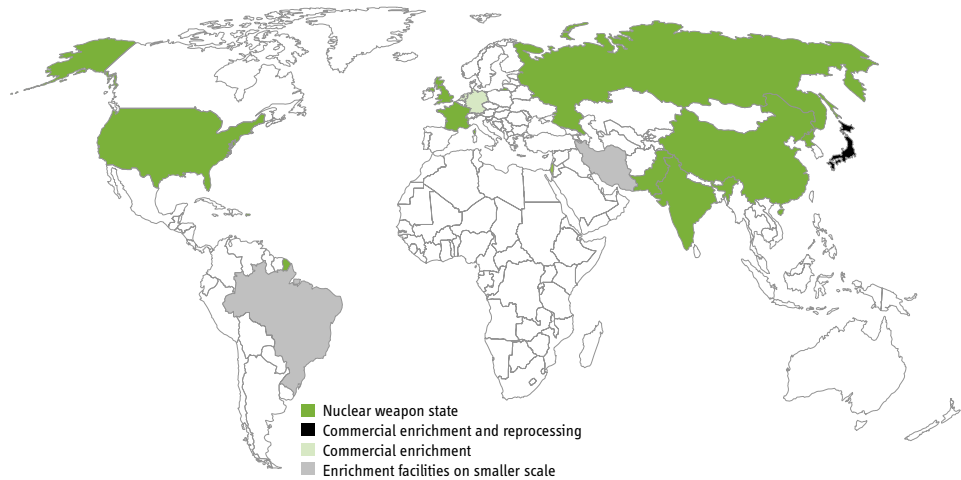 Nuclear weapon state
Commercial enrichment and reprocessing
Commercial enrichment
Enrichment facilities on smaller scale